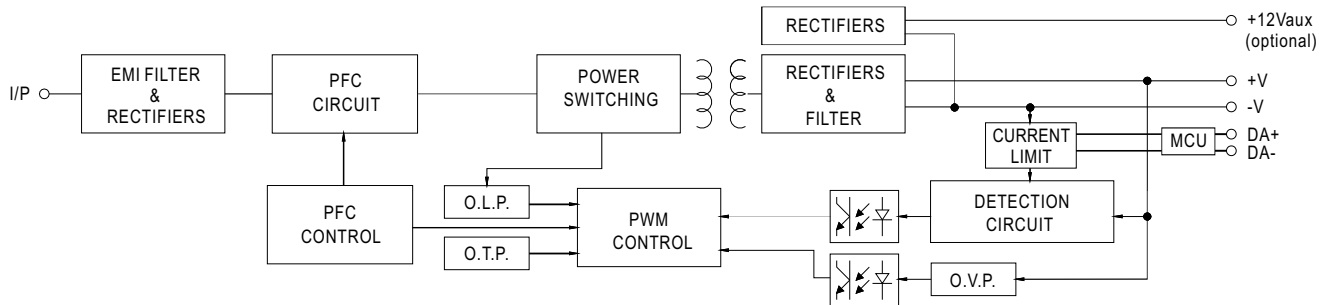 RECTIFIERS
+12Vaux
(optional)
I/P
EMI FILTER
&
RECTIFIERS
PFC
CIRCUIT
POWER
SWITCHING
RECTIFIERS
&
FILTER
+V
-V
CURRENT
LIMIT
MCU
DA+
DA-
PFC
CONTROL
O.L.P.
O.T.P.
PWM
CONTROL
DETECTION
CIRCUIT
O.V.P.